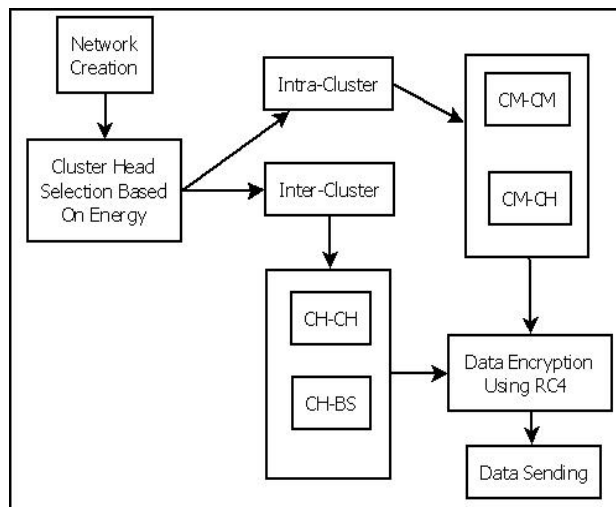 Network
Creation
Cluster Head
Selection Based
On Energy
Intra-Cluster
Inter-Cluster
CM-CM
CM-CH
CH-CH
CH-BS
Data Encryption
Using RC4
Data Sending